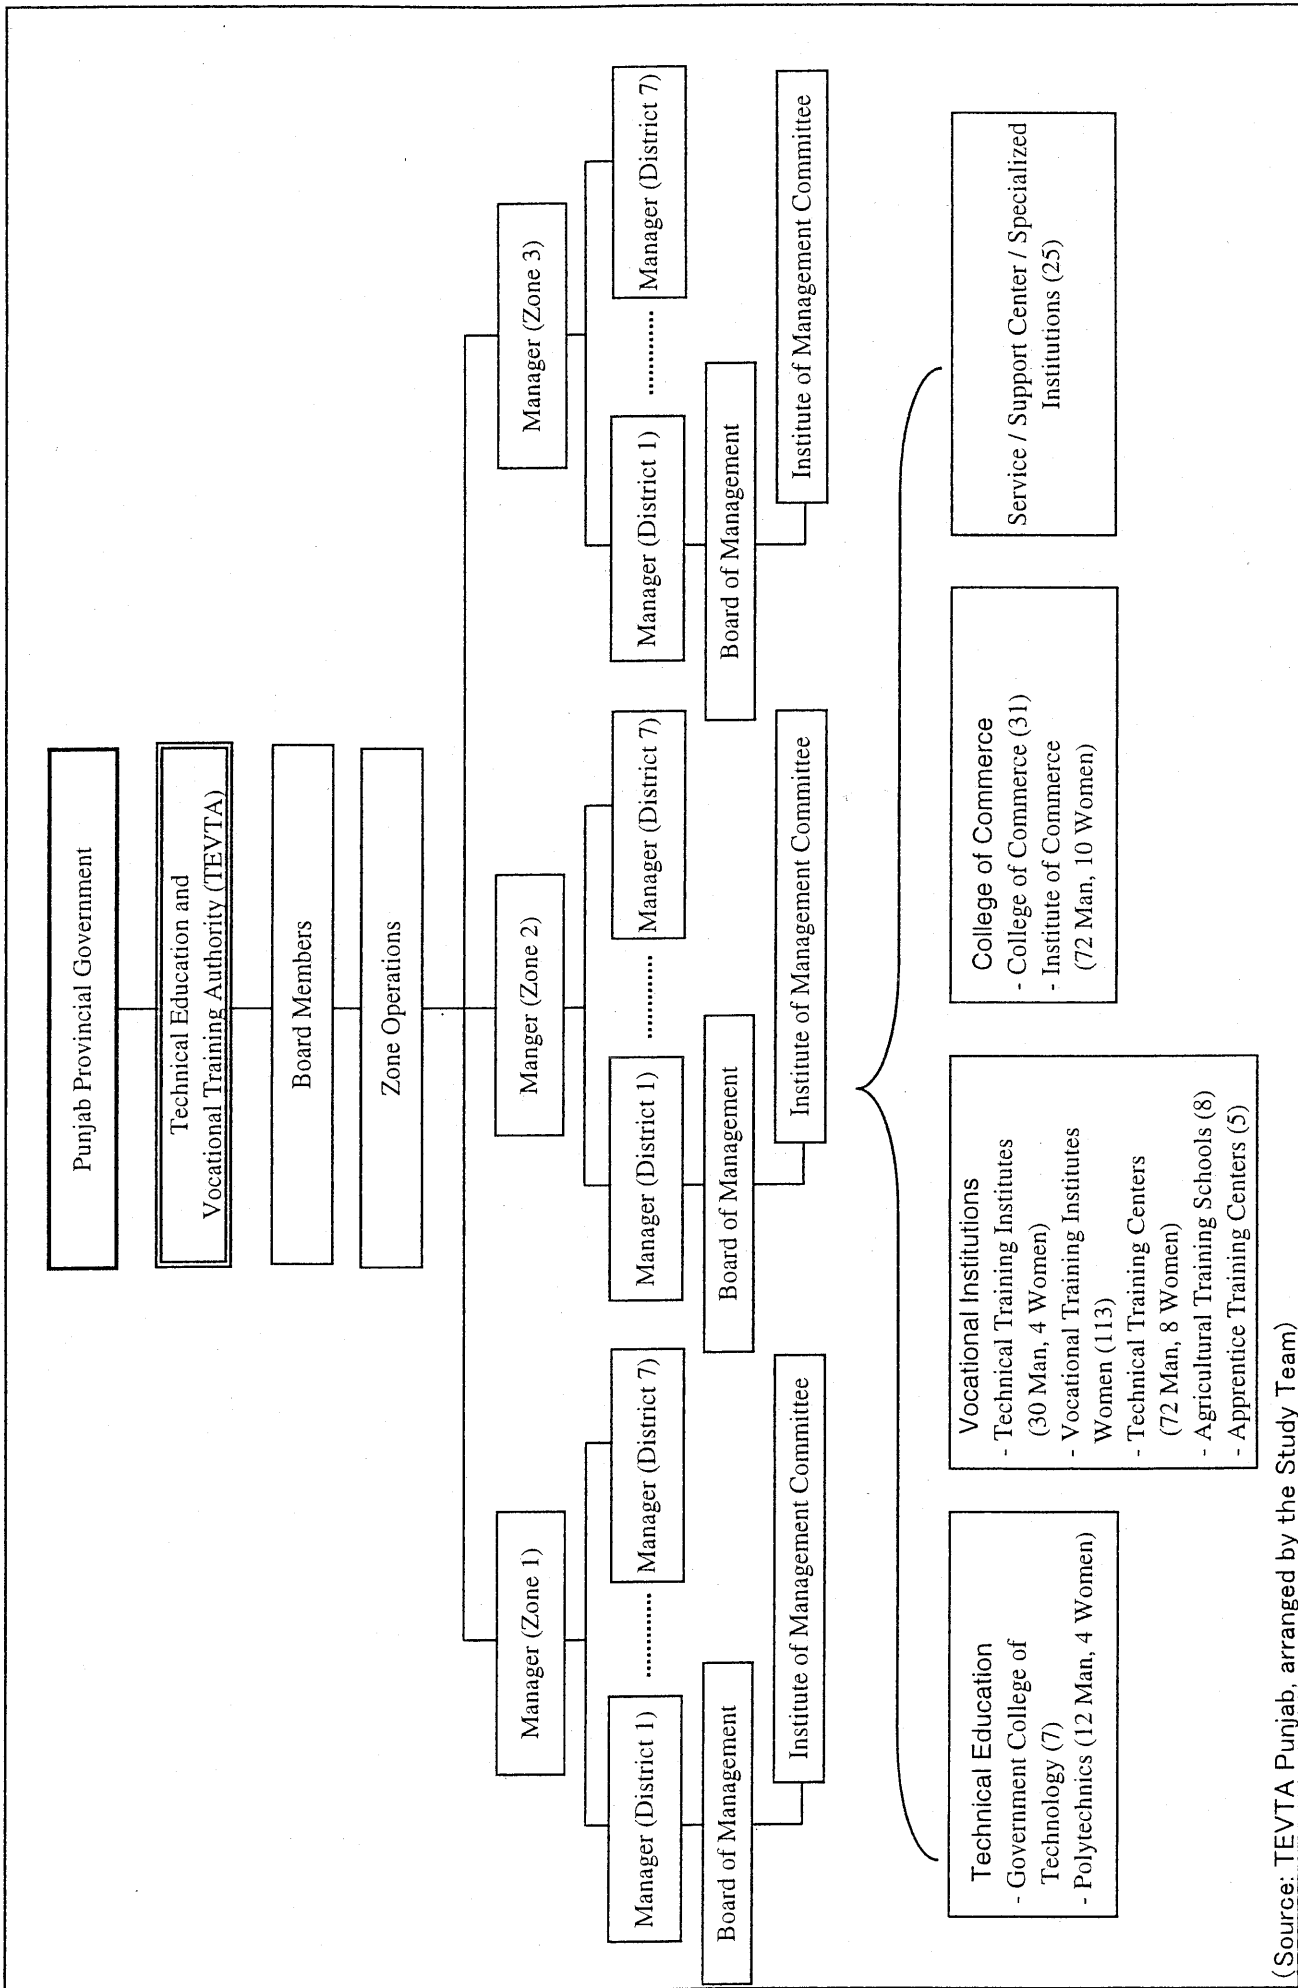 Punjab Provincial Government
Technical Education and
Vocational Training Authority (TEVTA)
Board Members
Zone Operations
Manager (Zone 1)
Manger (Zone 2)
Manager (Zone 3)
Manager (District 1)
............
Manager (District 7)
Manager (District 1)
............
Manager (District 7)
Manager (District 1)
............
Manager (District 7)
Board of Management
Board of Management
Board of Management
Institute of Management Committee
Institute of Management Committee
Institute of Management Committee
Technical Education
- Government College of
Technology (7)
- Polytechnics (12 Man, 4 Women)
Vocational Institutions
- Technical Training Institutes
(30 Man, 4 Women)
- Vocational Training Institutes
Women (113)
- Technical Training Centers
(72 Man, 8 Women)
- Agricultural Training Schools (8)
- Apprentice Training Centers (5)
College of Commerce
- College of Commerce (31)
- Institute of Commerce
(72 Man, 10 Women)
Service / Support Center / Specialized
Institutions (25)
(Source: TEVTA Punjab, arranged by the Study Team)